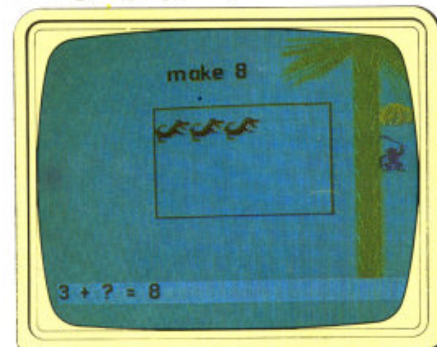 make 8
3 + ? = 8